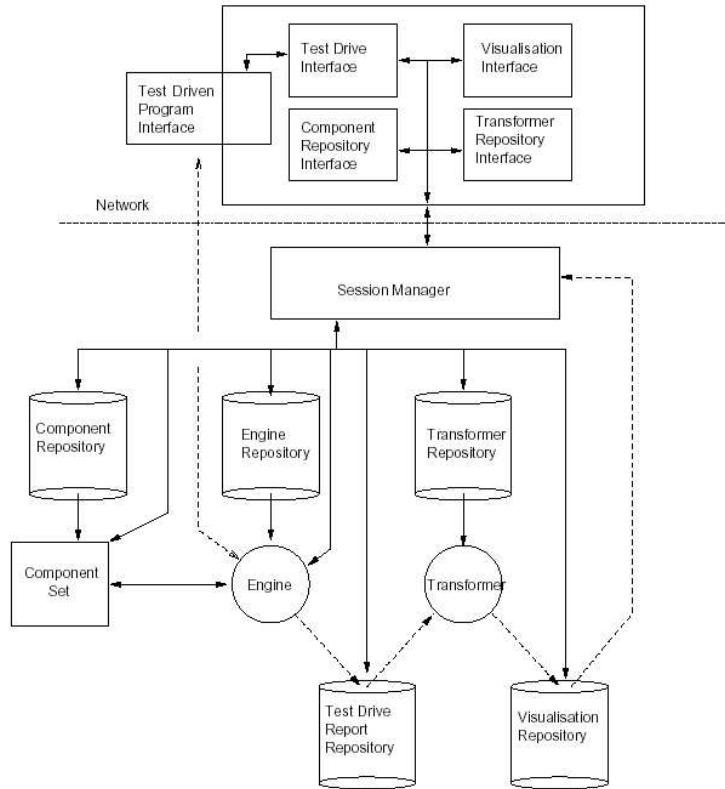 Test Drive
Interface
Visualisation
Interface
Test Driven
Program
Interface
Component
Repository
Interface
Transformer
Repository
Interface
Network
Session Manager
Component
Repository
Engine
Repository
Transformer
Repository
Component
Set
Engine
Transformer
Test Drive
Report
Repository
Visualisation
Repository